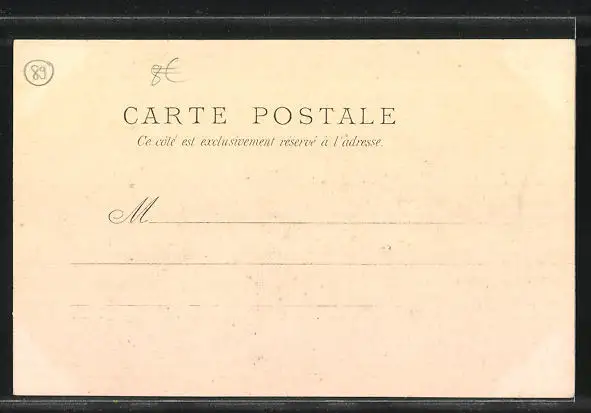 89
8€
CARTE POSTALE
Ce côté est exclusivement réservé à l'adresse.
M